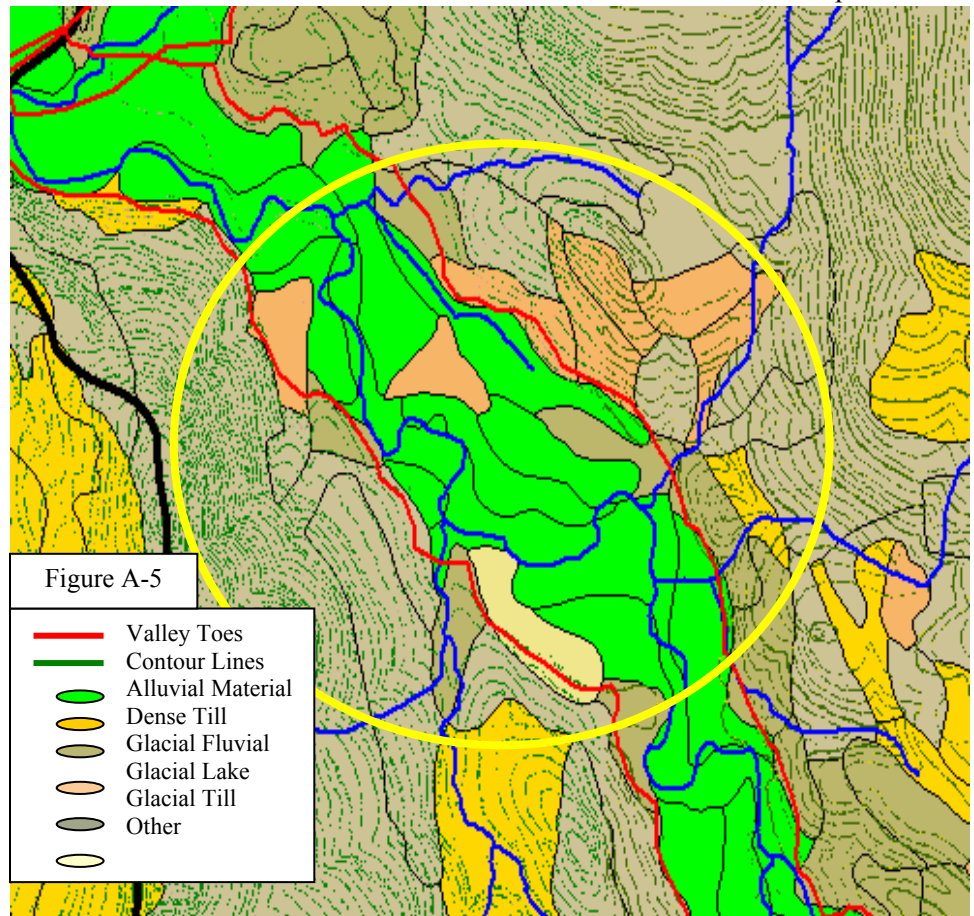 Figure A-5
Valley Toes
Contour Lines
Alluvial Material
Dense Till
Glacial Fluvial
Glacial Lake
Glacial Till
Other